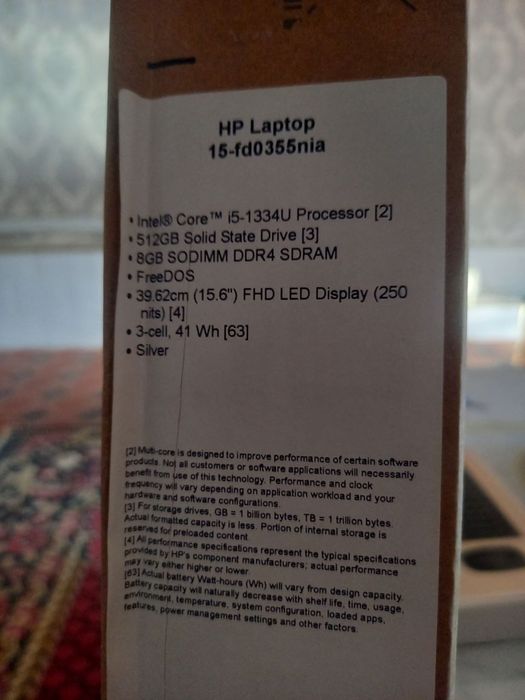 HP Laptop
15-fd0355nia
• Intel® Core™ i5-1334U Processor [2]
• 512GB Solid State Drive [3]
• 8GB SODIMM DDR4 SDRAM
• FreeDOS
• 39.62cm (15.6") FHD LED Display (250
nits) [4]
• 3-cell, 41 Wh [63]
• Silver
[2] Multi-core is designed to improve performance of certain software
products. Not all customers or software applications will necessarily
benefit from use of this technology. Performance and clock
frequency will vary depending on application workload and your
hardware and software configurations.
[3] For storage drives, GB = 1 billion bytes, TB = 1 trillion bytes.
Actual formatted capacity is less. Portion of internal storage is
reserved for preloaded content.
[4] All performance specifications represent the typical specifications
provided by HP's component manufacturers; actual performance
may vary either higher or lower.
[63] Actual battery Watt-hours (Wh) will vary from design capacity.
Battery capacity will naturally decrease with shelf life, time, usage,
environment, temperature, system configuration, loaded apps,
features, power management settings and other factors.